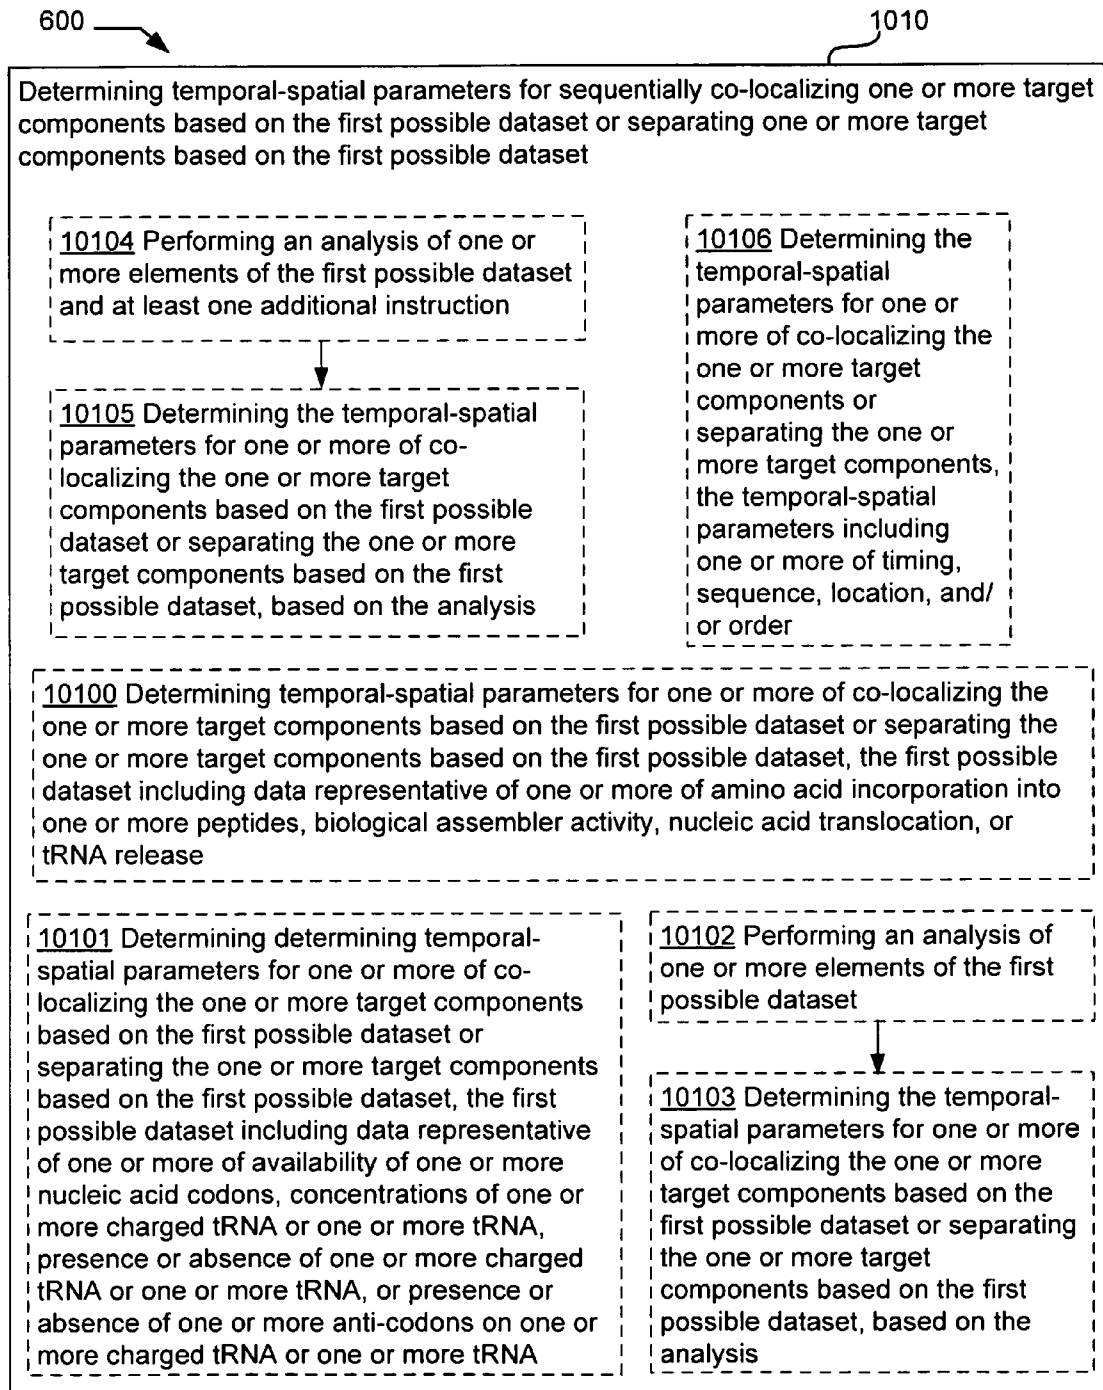 600
1010
Determining temporal-spatial parameters for sequentially co-localizing one or more target
components based on the first possible dataset or separating one or more target
components based on the first possible dataset
10104 Performing an analysis of one or
more elements of the first possible dataset
and at least one additional instruction
10105 Determining the temporal-spatial
parameters for one or more of co-
localizing the one or more target
components based on the first possible
dataset or separating the one or more
target components based on the first
possible dataset, based on the analysis
10106 Determining the
temporal-spatial
parameters for one or
more of co-localizing the
one or more target
components or
separating the one or
more target components,
the temporal-spatial
parameters including
one or more of timing,
sequence, location, and/
or order
10100 Determining temporal-spatial parameters for one or more of co-localizing the
one or more target components based on the first possible dataset or separating the
one or more target components based on the first possible dataset, the first possible
dataset including data representative of one or more of amino acid incorporation into
one or more peptides, biological assembler activity, nucleic acid translocation, or
tRNA release
10101 Determining determining temporal-
spatial parameters for one or more of co-
localizing the one or more target components
based on the first possible dataset or
separating the one or more target components
based on the first possible dataset, the first
possible dataset including data representative
of one or more of availability of one or more
nucleic acid codons, concentrations of one or
more charged tRNA or one or more tRNA,
presence or absence of one or more charged
tRNA or one or more tRNA, or presence or
absence of one or more anti-codons on one or
more charged tRNA or one or more tRNA
10102 Performing an analysis of
one or more elements of the first
possible dataset
10103 Determining the temporal-
spatial parameters for one or more
of co-localizing the one or more
target components based on the
first possible dataset or separating
the one or more target
components based on the first
possible dataset, based on the
analysis